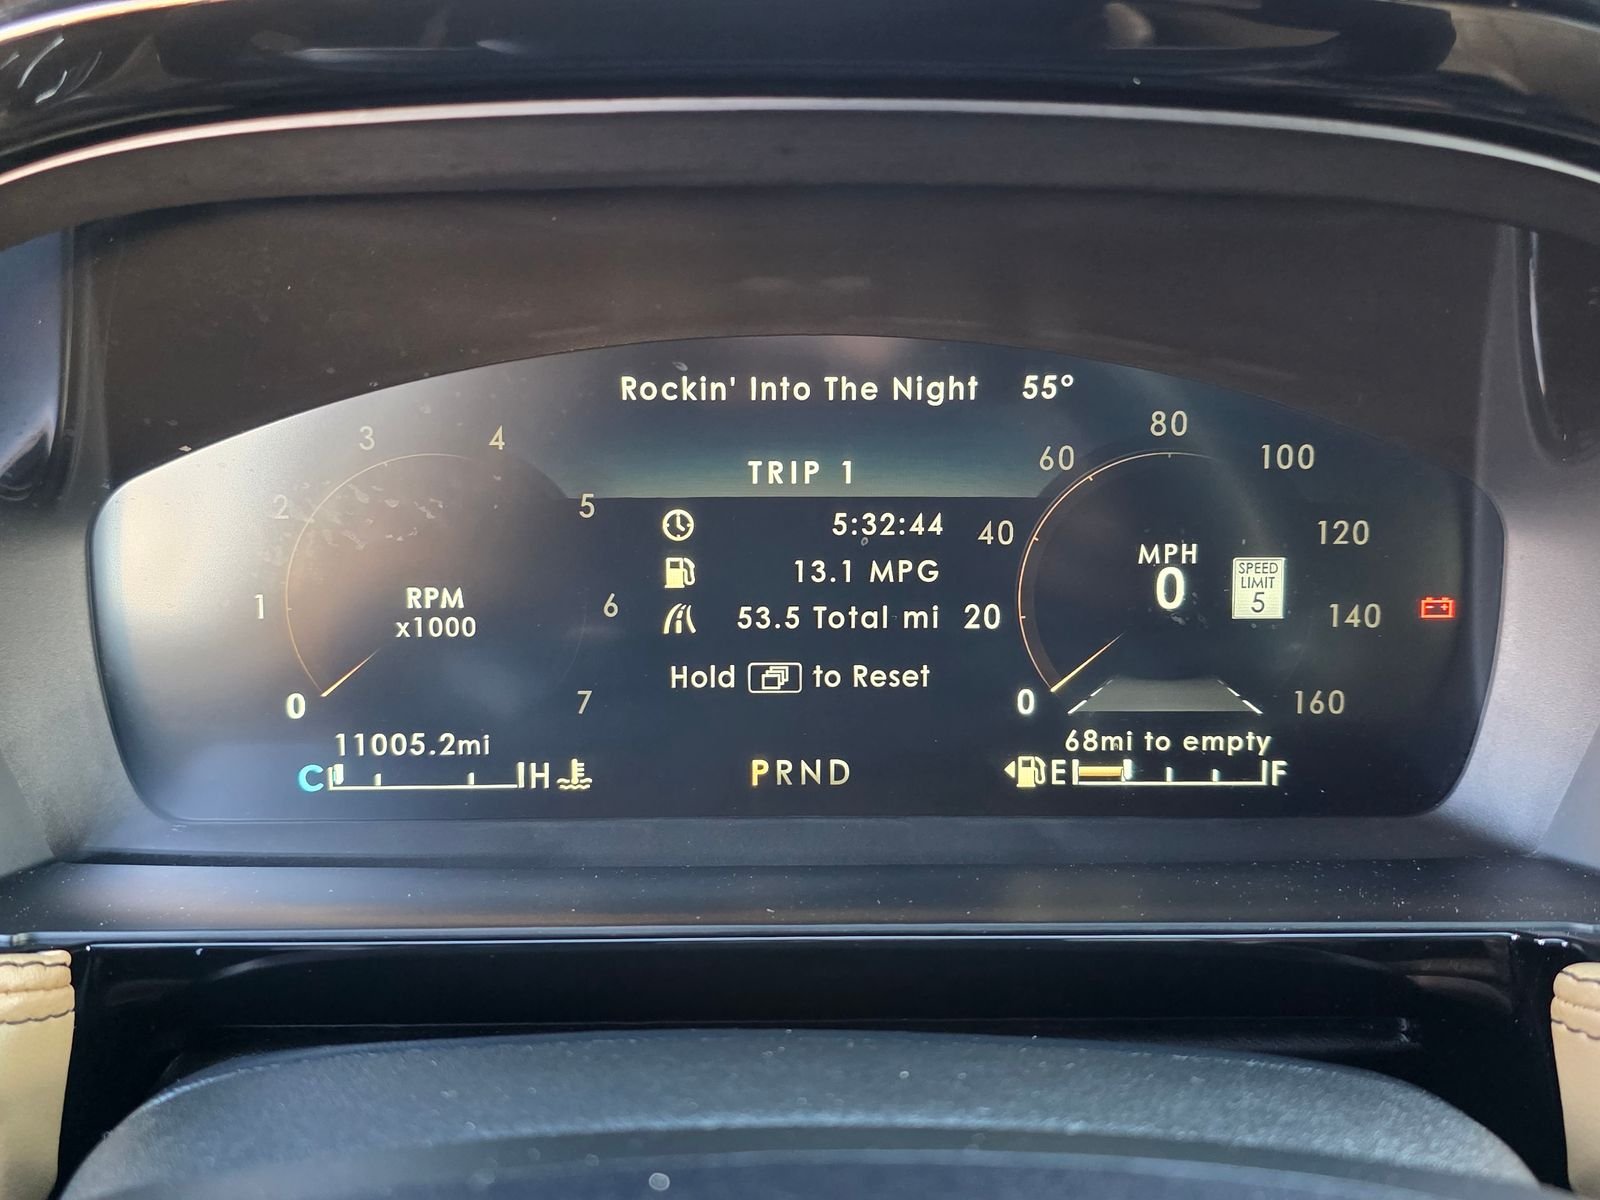 Rockin' Into The Night 55°
TRIP 1
5:32:44
13.1 MPG
53.5 Total mi
Hold to Reset
0 1 2 3 4 5 6 7
RPM
x1000
11005.2mi
C H
PRND
0 20 40 60 80 100 120 140 160
MPH
0
SPEED
LIMIT
5
68mi to empty
E F